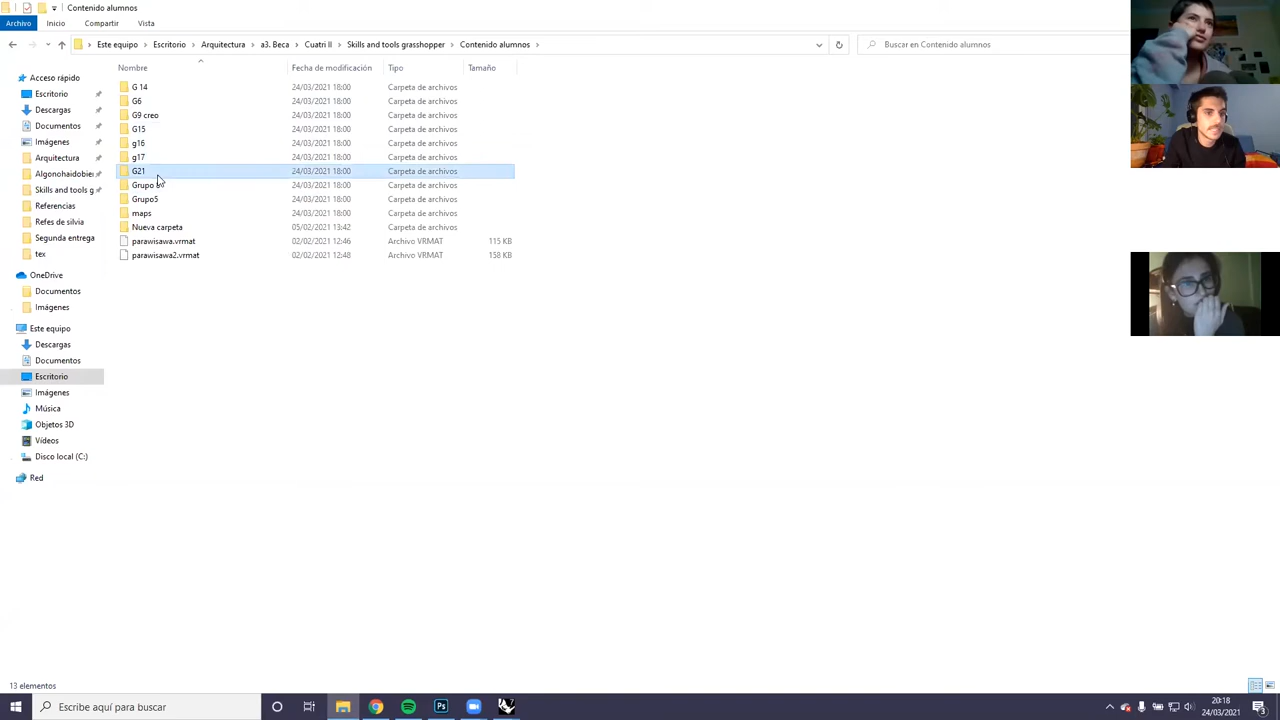 Contenido alumnos
Archivo Inicio Compartir Vista
Este equipo Escritorio Arquitectura a3. Beca Cuatri II Skills and tools grasshopper Contenido alumnos
Buscar en Contenido alumnos
Nombre Fecha de modificación Tipo Tamaño
Acceso rápido
Escritorio
Descargas
Documentos
Imágenes
Arquitectura
Algonohaidobier
Skills and tools g
Referencias
Refes de silvia
Segunda entrega
tex
OneDrive
Documentos
Imágenes
Este equipo
Descargas
Documentos
Escritorio
Imágenes
Música
Objetos 3D
Vídeos
Disco local (C:)
Red
G 14 24/03/2021 18:00 Carpeta de archivos
G6 24/03/2021 18:00 Carpeta de archivos
G9 creo 24/03/2021 18:00 Carpeta de archivos
G15 24/03/2021 18:00 Carpeta de archivos
g16 24/03/2021 18:00 Carpeta de archivos
g17 24/03/2021 18:00 Carpeta de archivos
G21 24/03/2021 18:00 Carpeta de archivos
Grupo 24/03/2021 18:00 Carpeta de archivos
Grupo5 24/03/2021 18:00 Carpeta de archivos
maps 24/03/2021 18:00 Carpeta de archivos
Nueva carpeta 05/02/2021 13:42 Carpeta de archivos
parawisawa.vrmat 02/02/2021 12:46 Archivo VRMAT 115 KB
parawisawa2.vrmat 02/02/2021 12:48 Archivo VRMAT 158 KB
13 elementos
Escribe aquí para buscar
Ps
20:18
24/03/2021
3